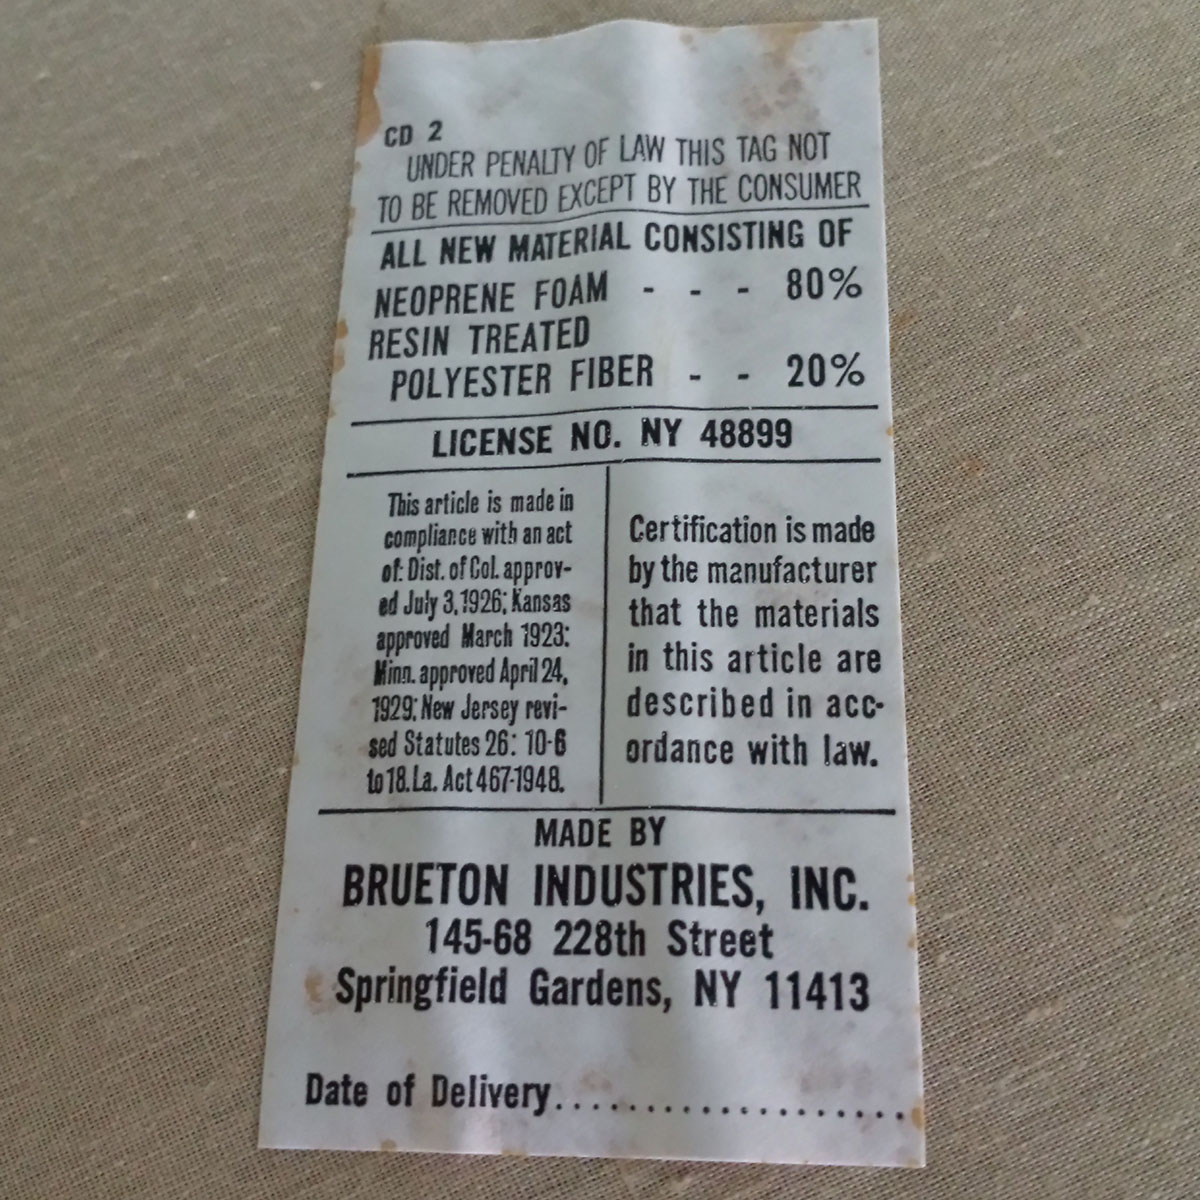 CD 2
UNDER PENALTY OF LAW THIS TAG NOT
TO BE REMOVED EXCEPT BY THE CONSUMER
ALL NEW MATERIAL CONSISTING OF
NEOPRENE FOAM - - - 80%
RESIN TREATED
POLYESTER FIBER - - 20%
LICENSE NO. NY 48899
This article is made in
compliance with an act
of: Dist. of Col. approv-
ed July 3, 1926; Kansas
approved March 1923:
Minn. approved April 24,
1929; New Jersey revi-
sed Statutes 26: 10-6
to 18. La. Act 467-1948.
Certification is made
by the manufacturer
that the materials
in this article are
described in acc-
ordance with law.
MADE BY
BRUETON INDUSTRIES, INC.
145-68 228th Street
Springfield Gardens, NY 11413
Date of Delivery....................